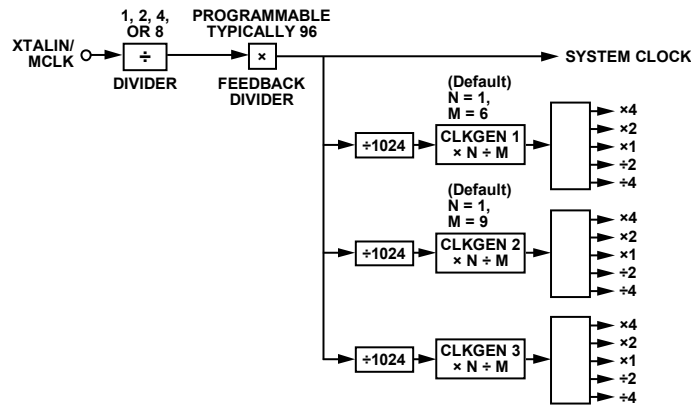 1, 2, 4,
OR 8
PROGRAMMABLE
TYPICALLY 96
XTALIN/
MCLK
÷
×
SYSTEM CLOCK
DIVIDER
FEEDBACK
DIVIDER
(Default)
N = 1,
M = 6
÷1024
CLKGEN 1
× N ÷ M
×4
×2
×1
÷2
÷4
(Default)
N = 1,
M = 9
÷1024
CLKGEN 2
× N ÷ M
×4
×2
×1
÷2
÷4
÷1024
CLKGEN 3
× N ÷ M
×4
×2
×1
÷2
÷4